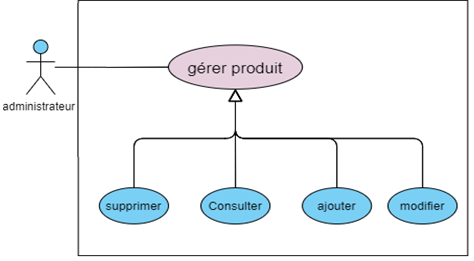 gérer produit
administrateur
supprimer
Consulter
ajouter
modifier